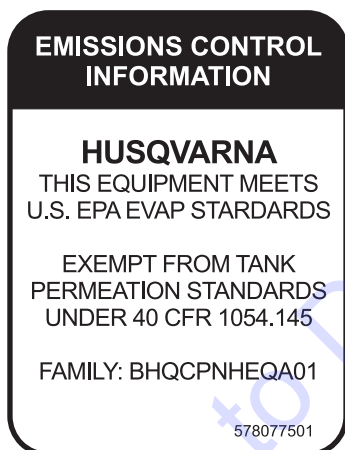 EMISSIONS CONTROL
INFORMATION
HUSQVARNA
THIS EQUIPMENT MEETS
U.S. EPA EVAP STARDARDS
EXEMPT FROM TANK
PERMEATION STANDARDS
UNDER 40 CFR 1054.145
FAMILY: BHQCPNHEQA01
578077501
to